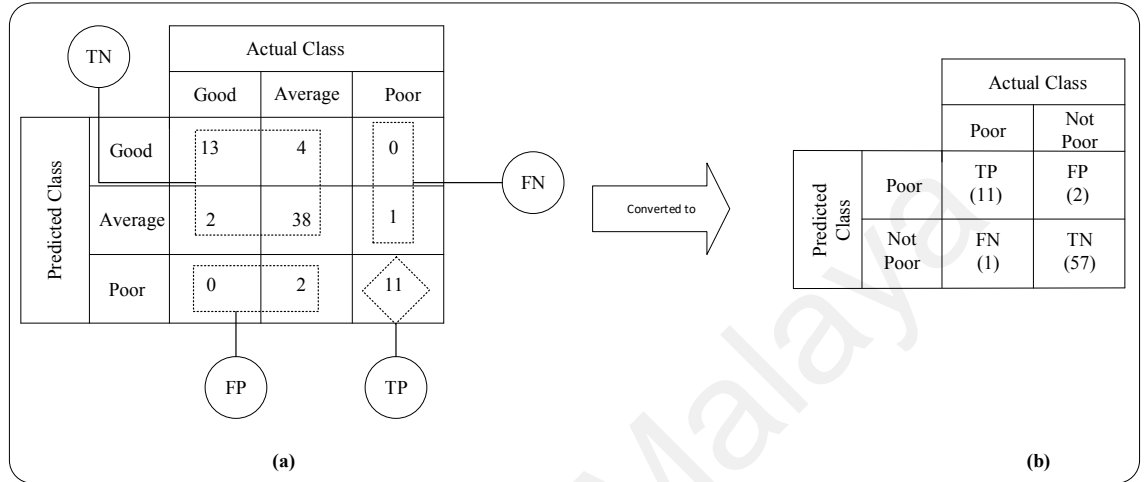 TN
Actual Class
Good Average Poor
Predicted Class
Good 13 4 0
FN
Average 2 38 1
Poor 0 2 11
FP
TP
(a)
Converted to
Actual Class
Poor
Not
Poor
Predicted
Class
Poor
TP
(11)
FP
(2)
Not
Poor
FN
(1)
TN
(57)
(b)
Malaya